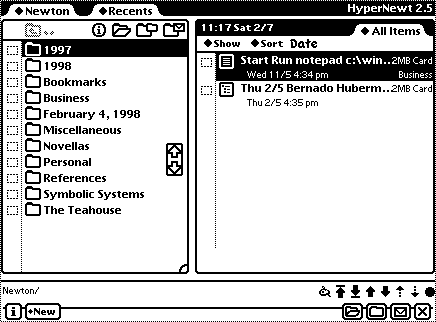 ◆Newton ◆Recents HyperNewt 2.5
..
1997
1998
Bookmarks
Business
February 4, 1998
Miscellaneous
Novellas
Personal
References
Symbolic Systems
The Teahouse
11:17 Sat 2/7 ◆All Items
◆Show ◆Sort Date
Start Run notepad c:\win...2MB Card
Wed 11/5 4:34 pm Business
Thu 2/5 Bernado Huberm...2MB Card
Thu 2/5 4:35 pm
Newton/
i ◆New